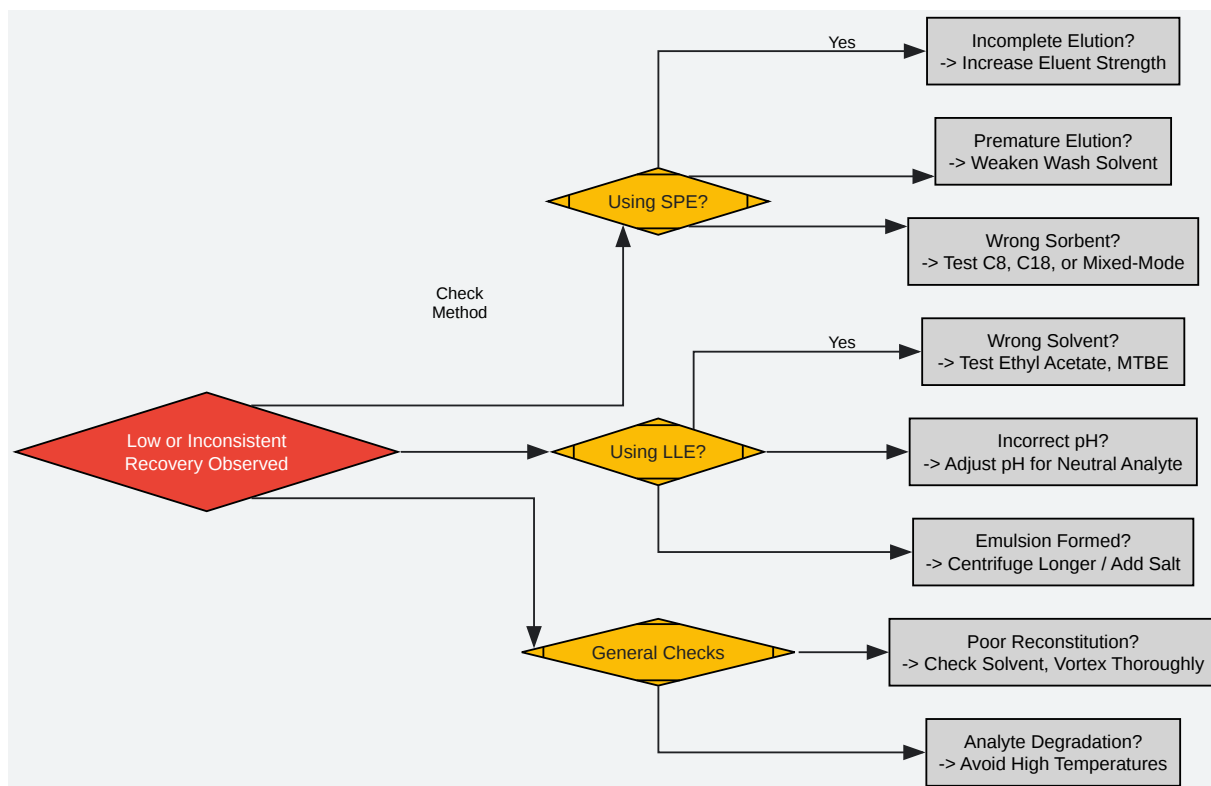 Yes
Incomplete Elution?
-> Increase Eluent Strength
Premature Elution?
-> Weaken Wash Solvent
Using SPE?
Wrong Sorbent?
-> Test C8, C18, or Mixed-Mode
Check
Method
Yes
Wrong Solvent?
-> Test Ethyl Acetate, MTBE
Low or Inconsistent
Recovery Observed
Using LLE?
Incorrect pH?
-> Adjust pH for Neutral Analyte
Emulsion Formed?
-> Centrifuge Longer / Add Salt
General Checks
Poor Reconstitution?
-> Check Solvent, Vortex Thoroughly
Analyte Degradation?
-> Avoid High Temperatures